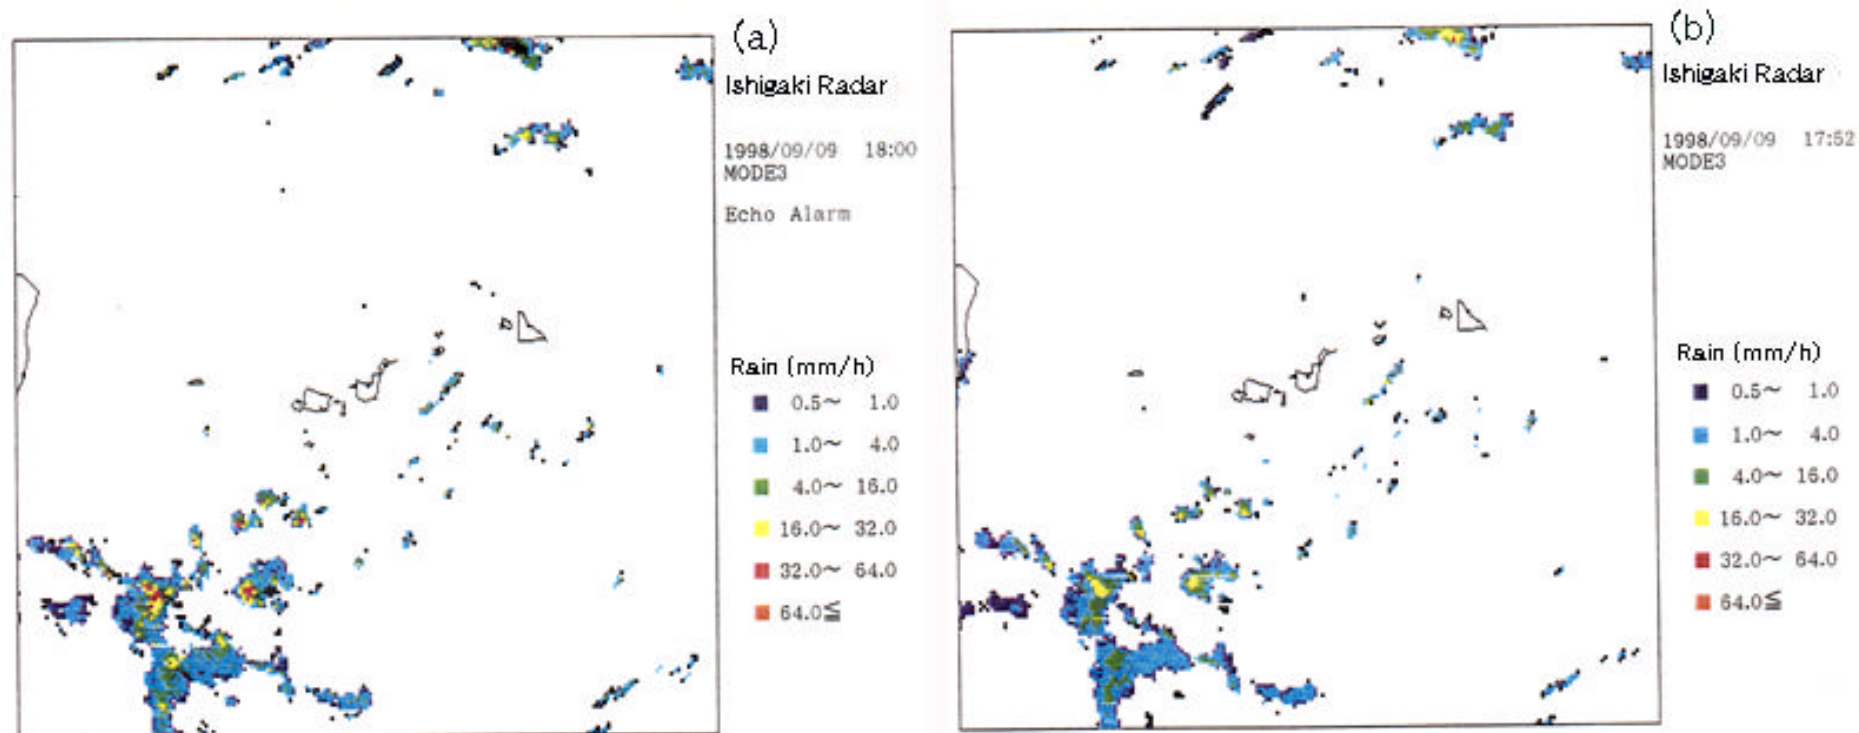 (a)
Ishigaki Radar
1998/09/09 18:00
MODE3
Echo Alarm
Rain (mm/h)
0.5~ 1.0
1.0~ 4.0
4.0~ 16.0
16.0~ 32.0
32.0~ 64.0
64.0≦
(b)
Ishigaki Radar
1998/09/09 17:52
MODE3
Rain (mm/h)
0.5~ 1.0
1.0~ 4.0
4.0~ 16.0
16.0~ 32.0
32.0~ 64.0
64.0≦